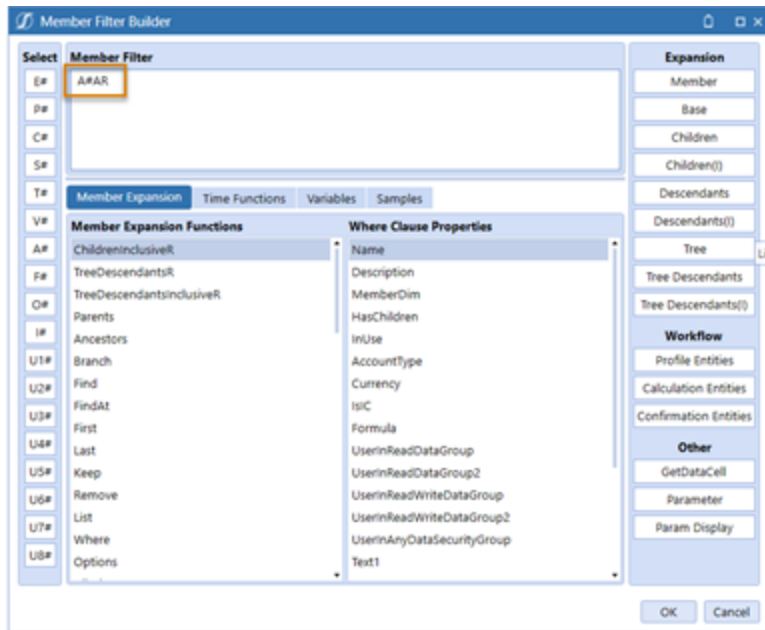 Member Filter Builder
Select
E#
P#
C#
S#
T#
V#
A#
F#
O#
I#
U1#
U2#
U3#
U4#
U5#
U6#
U7#
U8#
Member Filter
A#AR
Member Expansion
Time Functions
Variables
Samples
Member Expansion Functions
ChildrenInclusiveR
TreeDescendantsR
TreeDescendantsInclusiveR
Parents
Ancestors
Branch
Find
FindAt
First
Last
Keep
Remove
List
Where
Options
Where Clause Properties
Name
Description
MemberDim
HasChildren
InUse
AccountType
Currency
IsIC
Formula
UserInReadDataGroup
UserInReadDataGroup2
UserInReadWriteDataGroup
UserInReadWriteDataGroup2
UserInAnyDataSecurityGroup
Text1
Expansion
Member
Base
Children
Children(I)
Descendants
Descendants(I)
Tree
Tree Descendants
Tree Descendants(I)
Workflow
Profile Entities
Calculation Entities
Confirmation Entities
Other
GetDataCell
Parameter
Param Display
OK
Cancel